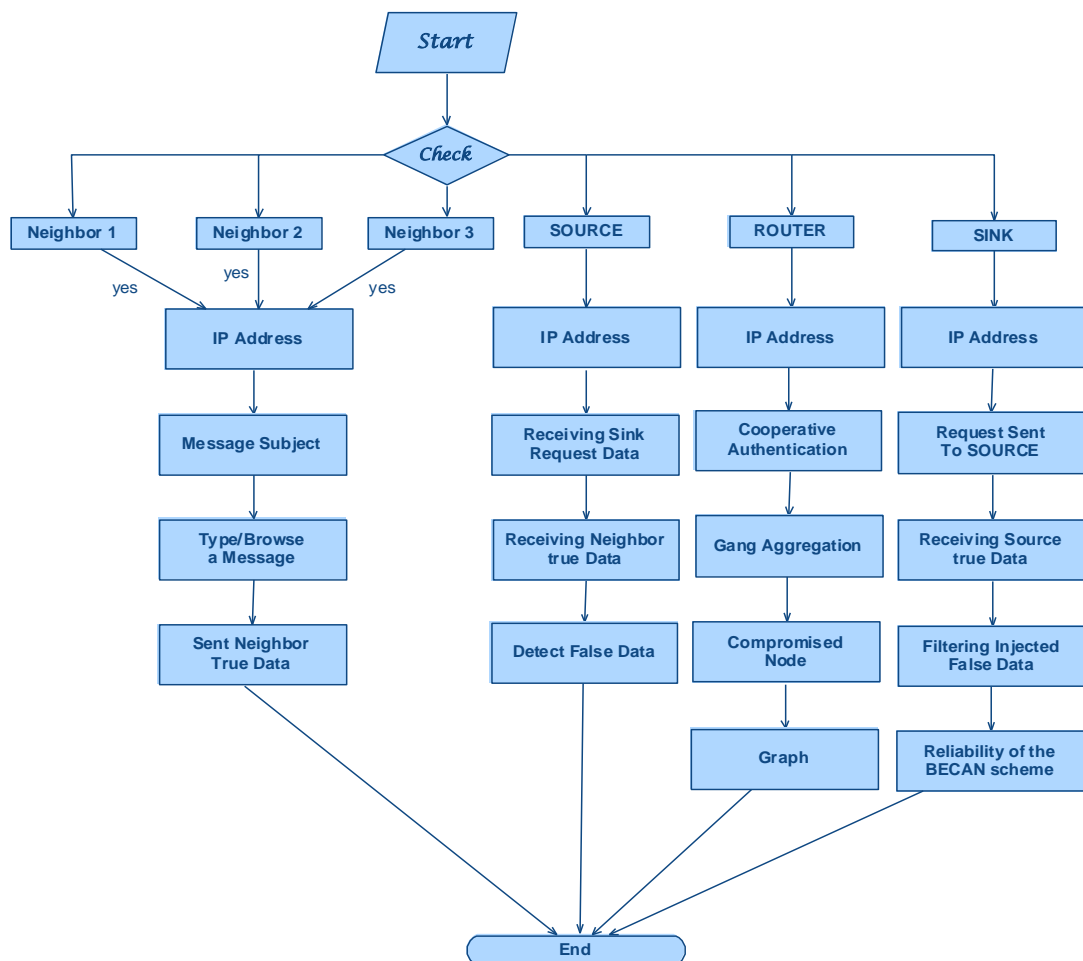 Start
Check
Neighbor 1
Neighbor 2
Neighbor 3
SOURCE
ROUTER
SINK
yes
yes
yes
IP Address
IP Address
IP Address
IP Address
Message Subject
Receiving Sink
Request Data
Cooperative
Authentication
Request Sent
To SOURCE
Type/Browse
a Message
Receiving Neighbor
true Data
Gang Aggregation
Receiving Source
true Data
Sent Neighbor
True Data
Detect False Data
Compromised
Node
Filtering Injected
False Data
Graph
Reliability of the
BECAN scheme
End